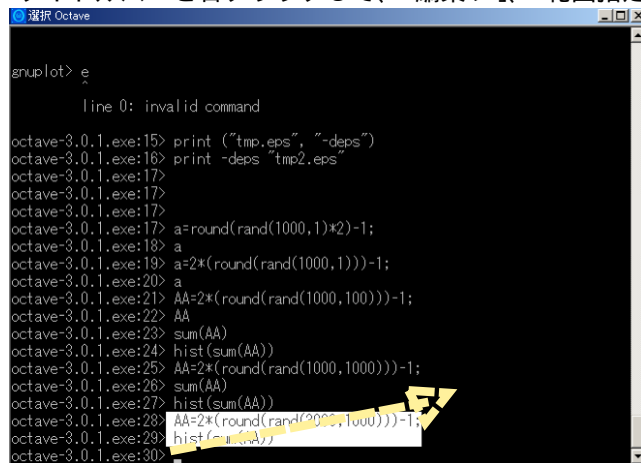 選択 Octave
gnuplot> e
^
line 0: invalid command
octave-3.0.1.exe:15> print ("tmp.eps", "-deps")
octave-3.0.1.exe:16> print -deps "tmp2.eps"
octave-3.0.1.exe:17>
octave-3.0.1.exe:17>
octave-3.0.1.exe:17>
octave-3.0.1.exe:17> a=round(rand(1000,1)*2)-1;
octave-3.0.1.exe:18> a
octave-3.0.1.exe:19> a=2*(round(rand(1000,1)))-1;
octave-3.0.1.exe:20> a
octave-3.0.1.exe:21> AA=2*(round(rand(1000,100)))-1;
octave-3.0.1.exe:22> AA
octave-3.0.1.exe:23> sum(AA)
octave-3.0.1.exe:24> hist(sum(AA))
octave-3.0.1.exe:25> AA=2*(round(rand(1000,1000)))-1;
octave-3.0.1.exe:26> sum(AA)
octave-3.0.1.exe:27> hist(sum(AA))
octave-3.0.1.exe:28> AA=2*(round(rand(3000,1000)))-1;
octave-3.0.1.exe:29> hist(sum(AA))
octave-3.0.1.exe:30>